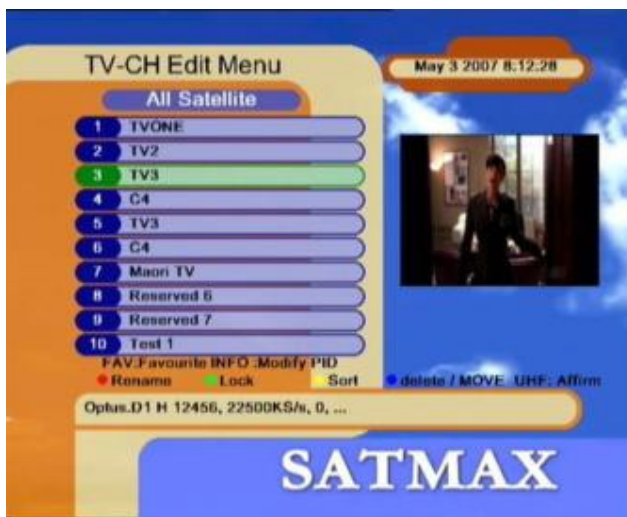 TV-CH Edit Menu
May 3 2007 8:12:28
All Satellite
1 TVONE
2 TV2
3 TV3
4 C4
5 TV3
6 C4
7 Maori TV
8 Reserved 6
9 Reserved 7
10 Test 1
FAV:Favourite INFO :Modify PID
Rename Lock Sort delete / MOVE UHF: Affirm
Optus.D1 H 12456, 22500KS/s, 0, ...
SATMAX